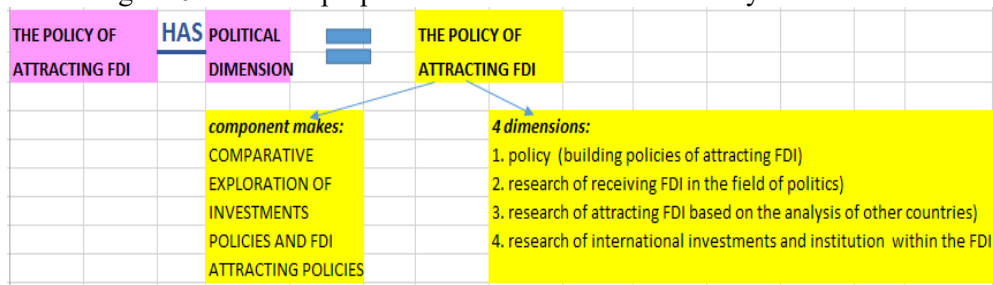 THE POLICY OF ATTRACTING FDI
HAS
POLITICAL DIMENSION
THE POLICY OF ATTRACTING FDI
component makes:
COMPARATIVE
EXPLORATION OF
INVESTMENTS
POLICIES AND FDI
ATTRACTING POLICIES
4 dimensions:
1. policy (building policies of attracting FDI)
2. research of receiving FDI in the field of politics)
3. research of attracting FDI based on the analysis of other countries)
4. research of international investments and institution within the FDI